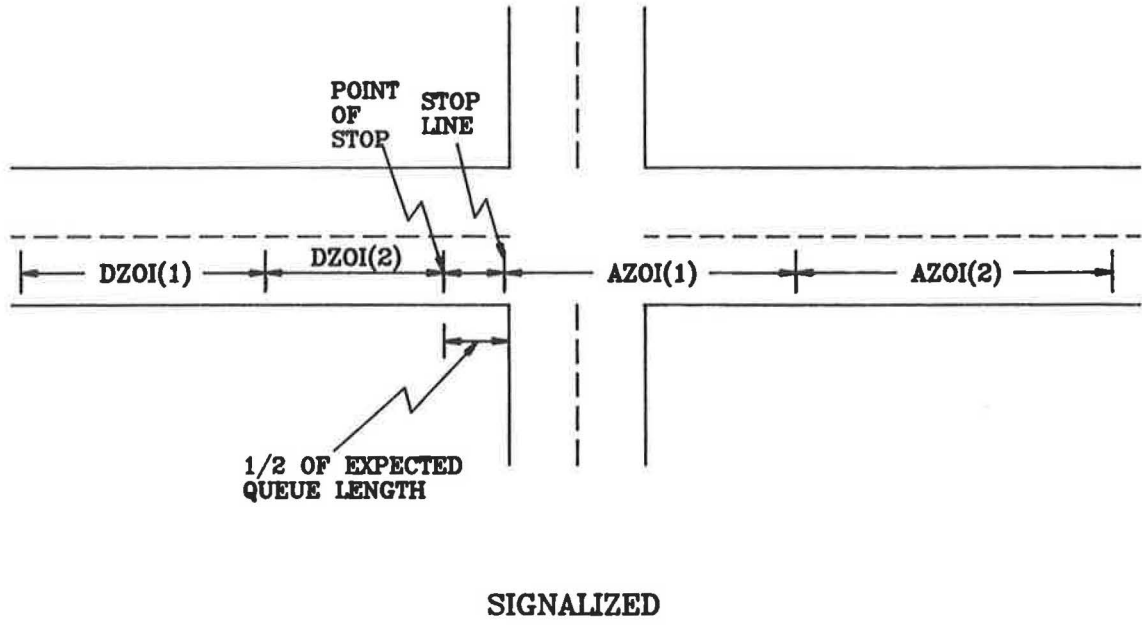 POINT
OF
STOP
STOP
LINE
DZOI(1)
DZOI(2)
AZOI(1)
AZOI(2)
1/2 OF EXPECTED
QUEUE LENGTH
SIGNALIZED